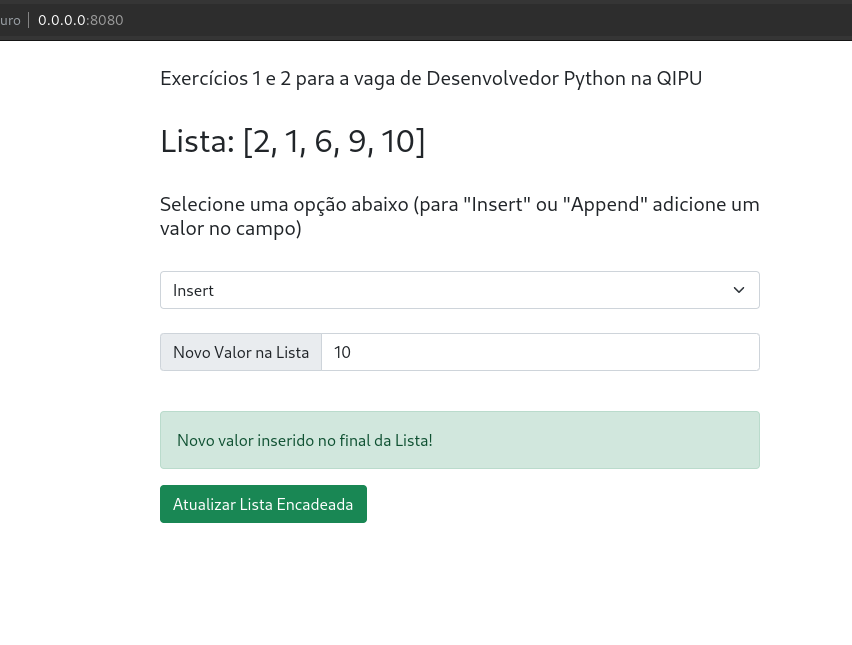 uro | 0.0.0.0:8080
Exercícios 1 e 2 para a vaga de Desenvolvedor Python na QIPU
Lista: [2, 1, 6, 9, 10]
Selecione uma opção abaixo (para "Insert" ou "Append" adicione um
valor no campo)
Insert
Novo Valor na Lista 10
Novo valor inserido no final da Lista!
Atualizar Lista Encadeada